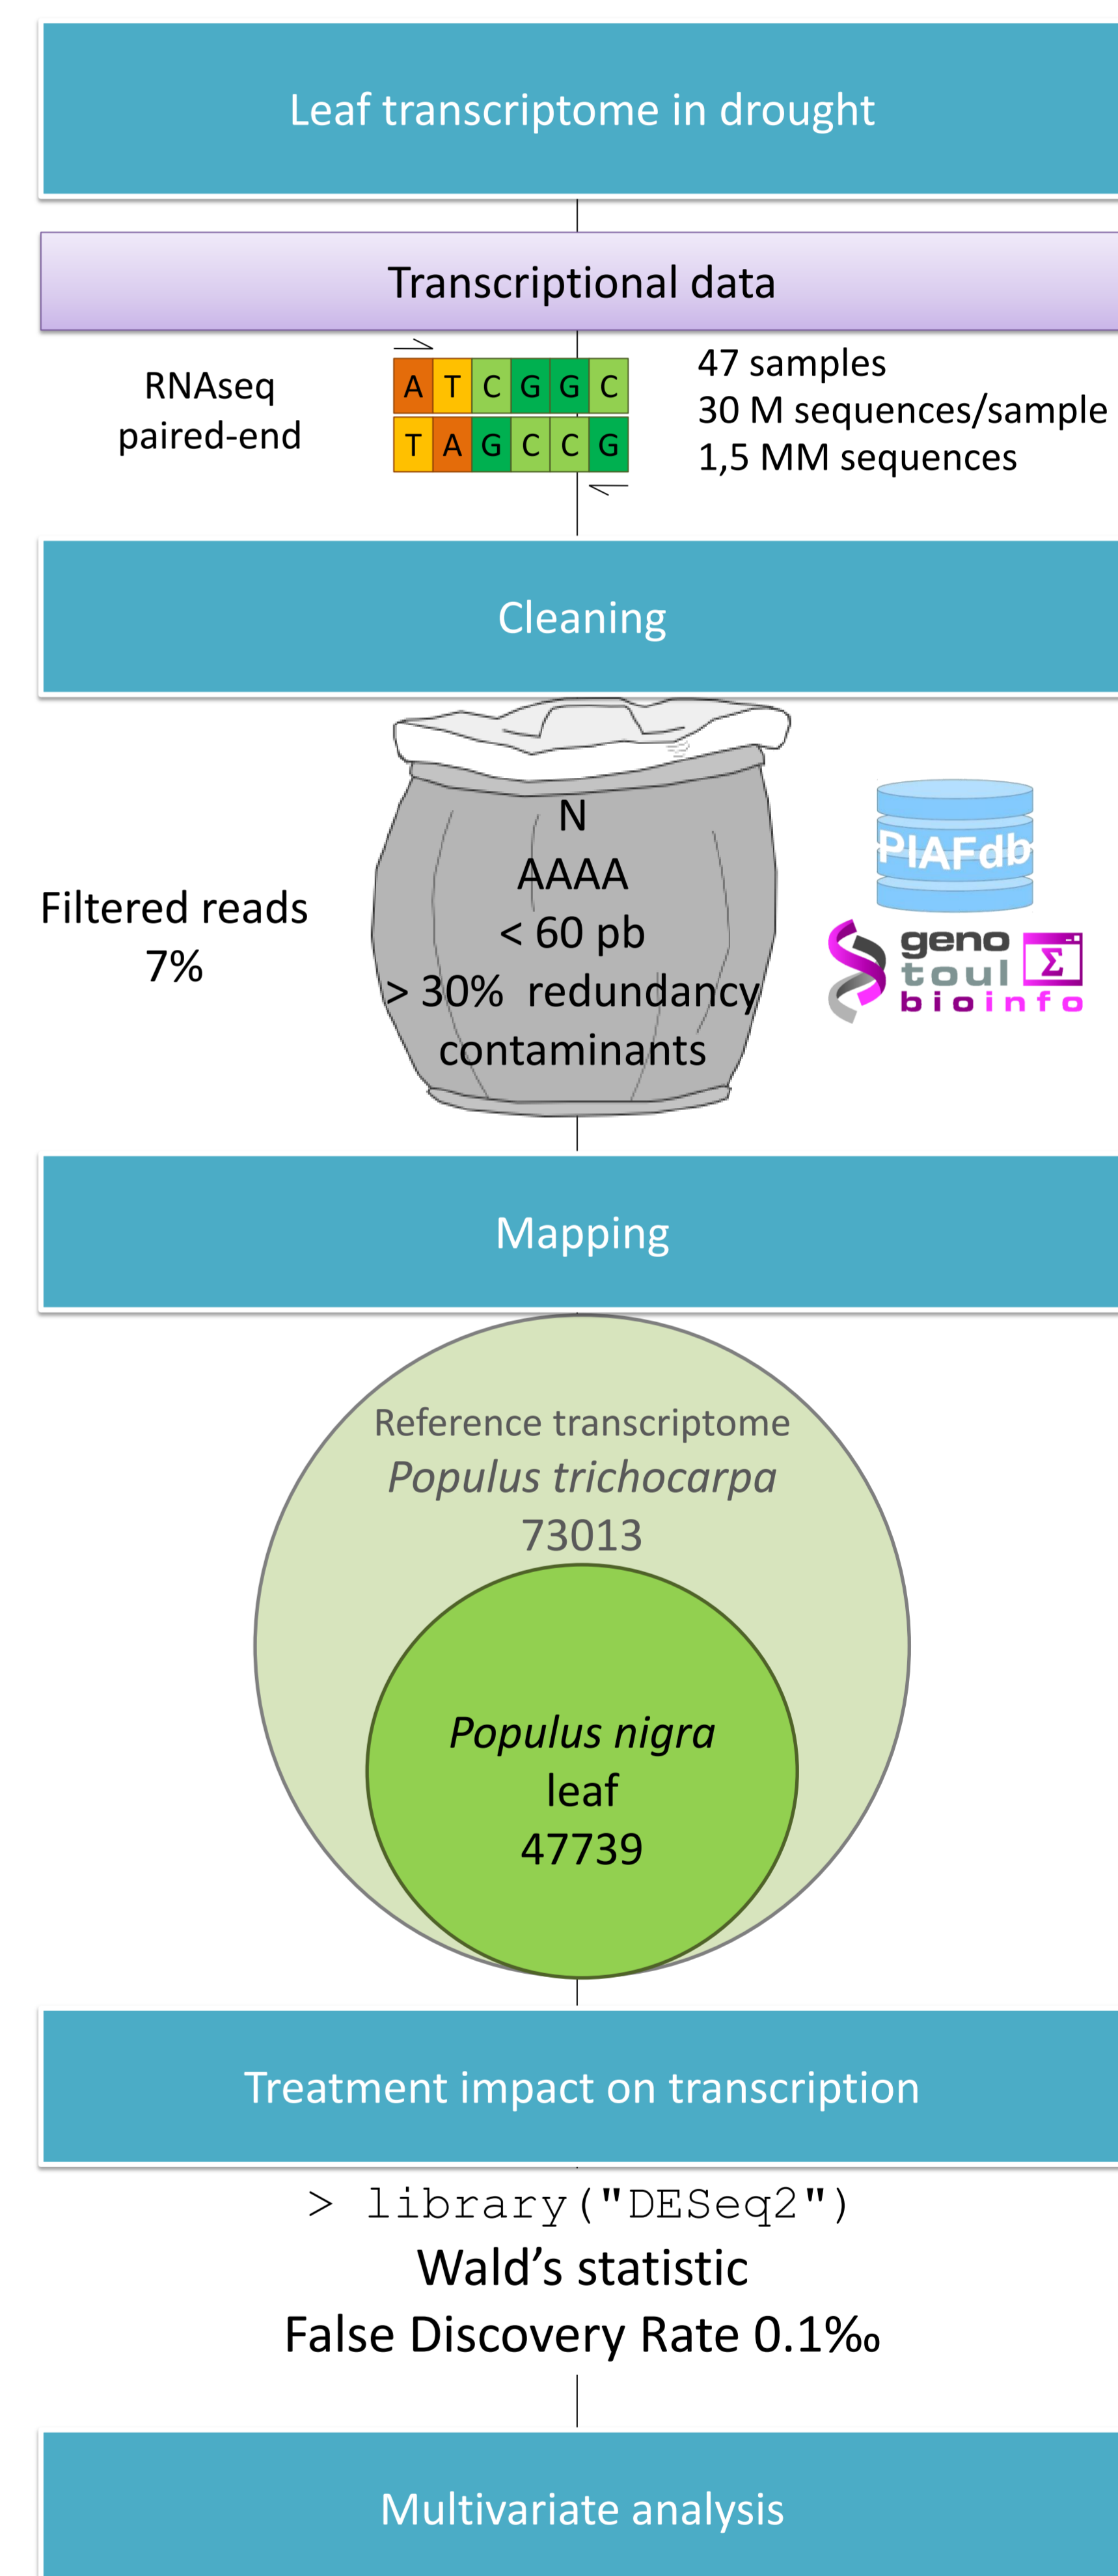 Leaf transcriptome in drought
Transcriptional data
RNAseq
paired-end
A T C G G C
T A G C C G
47 samples
30 M sequences/sample
1,5 MM sequences
Cleaning
Filtered reads
7%
N
AAAA
< 60 pb
> 30% redundancy
contaminants
PIAFdb
geno
toul
bioinfo
Σ
Mapping
Reference transcriptome
Populus trichocarpa
73013
Populus nigra
leaf
47739
Treatment impact on transcription
> library("DESeq2")
Wald’s statistic
False Discovery Rate 0.1‰
Multivariate analysis